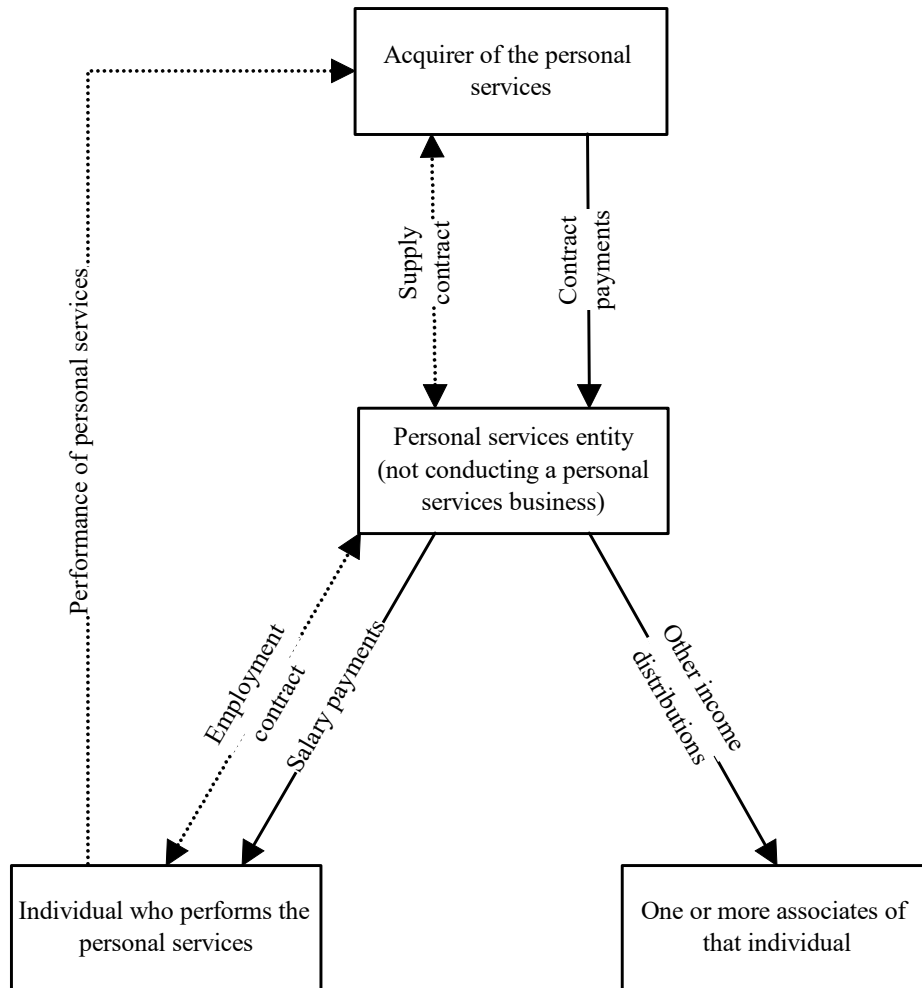 Acquirer of the personal
services
Supply
contract
Contract
payments
Performance of personal services
Personal services entity
(not conducting a personal
services business)
Employment
contract
Salary payments
Other income
distributions
Individual who performs the
personal services
One or more associates of
that individual